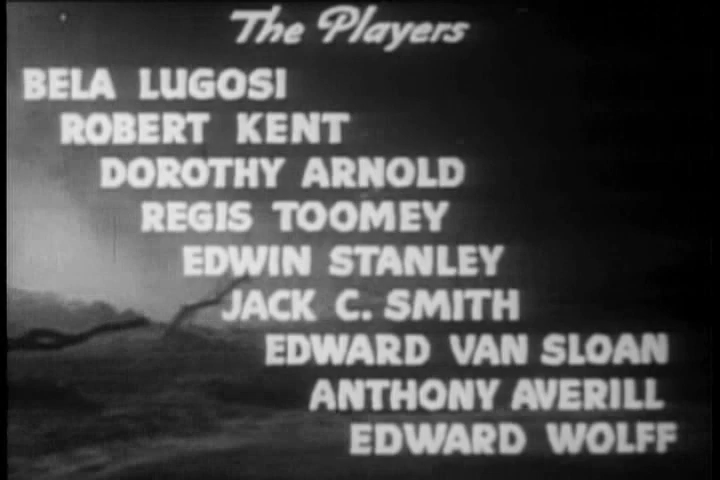 The Players
BELA LUGOSI
ROBERT KENT
DOROTHY ARNOLD
REGIS TOOMEY
EDWIN STANLEY
JACK C. SMITH
EDWARD VAN SLOAN
ANTHONY AVERILL
EDWARD WOLFF